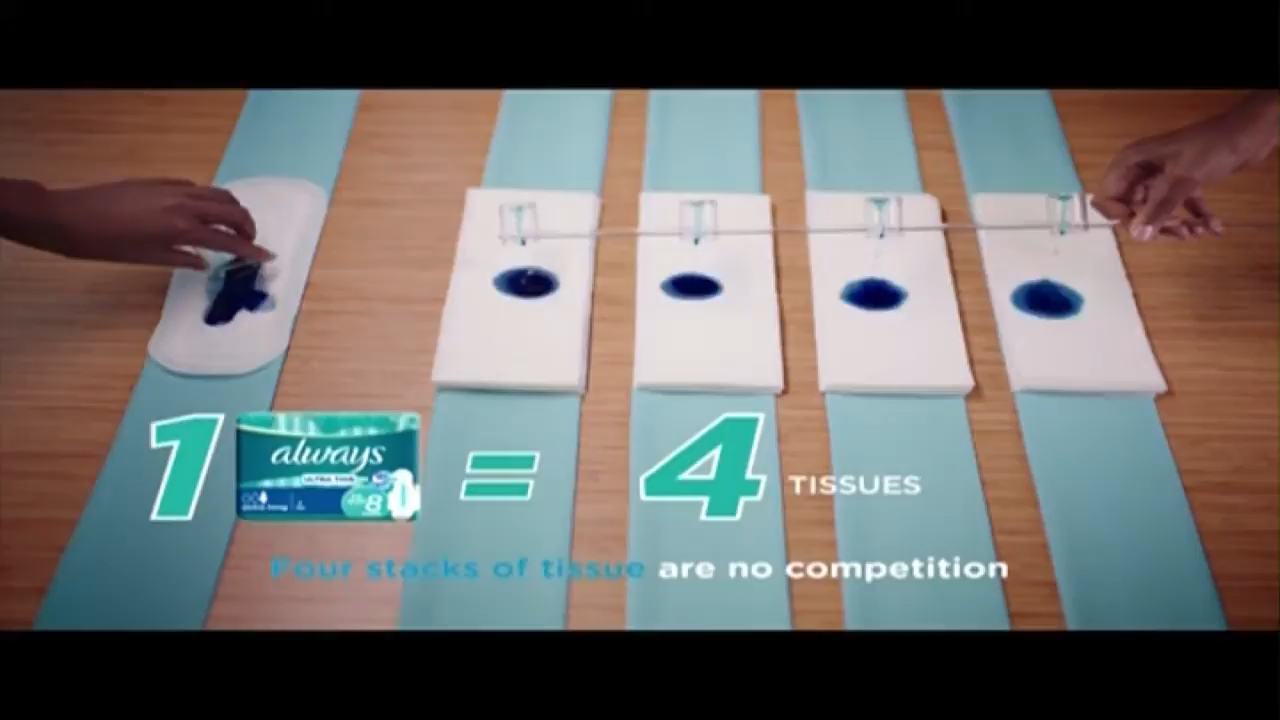 1 always = 4 TISSUES
ULTRA THIN
8
Four stacks of tissue are no competition